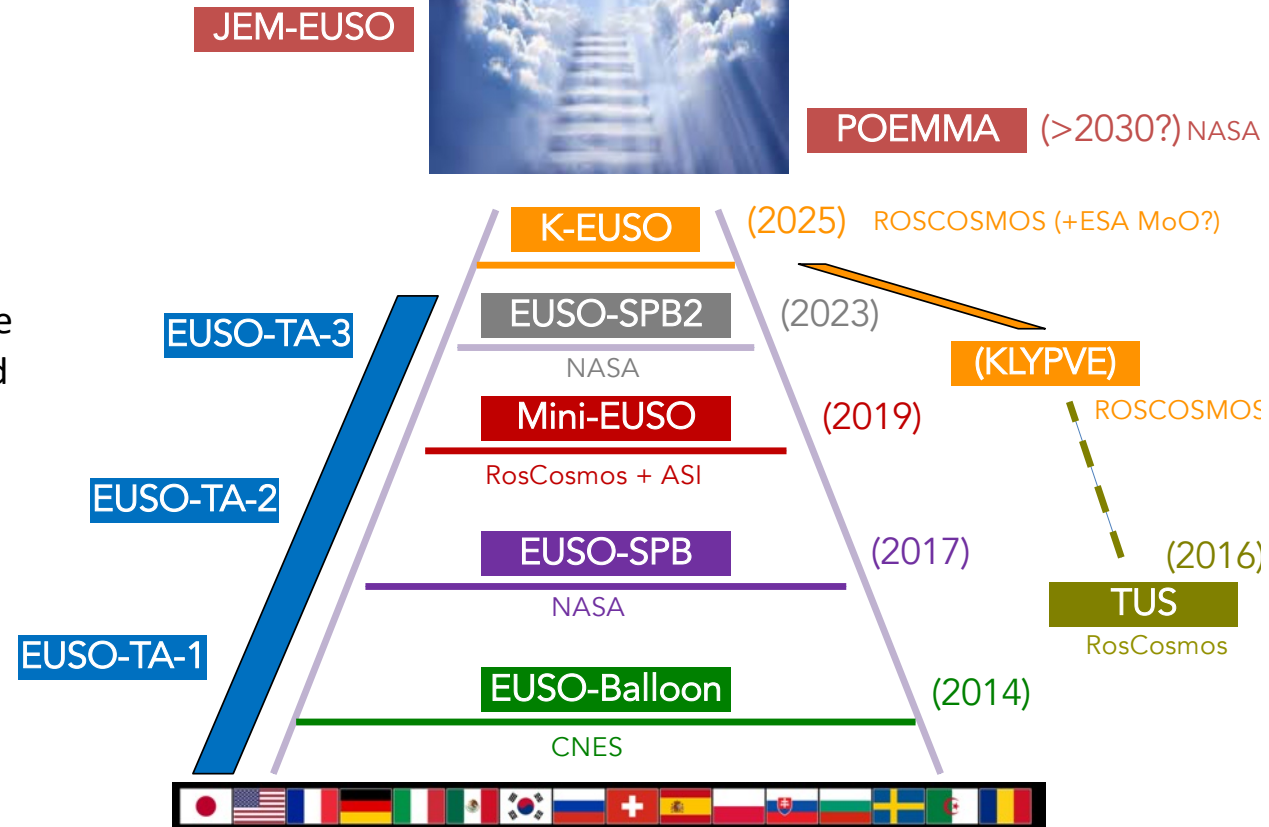 JEM-EUSO
POEMMA (>2030?) NASA
K-EUSO (2025) ROSCOSMOS (+ESA MoO?)
EUSO-SPB2 (2023)
NASA
EUSO-TA-3
(KLYPVE)
ROSCOSMOS
Mini-EUSO (2019)
RosCosmos + ASI
EUSO-TA-2
EUSO-SPB (2017)
NASA
(2016)
TUS
RosCosmos
EUSO-TA-1
EUSO-Balloon (2014)
CNES